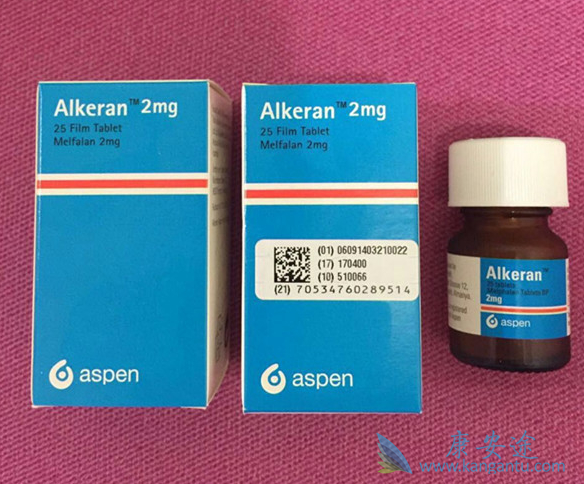 Alkeran™ 2mg
25 Film Tablet
Melfalan 2mg
aspen
Alkeran™ 2mg
25 Film Tablet
Melfalan 2mg
(01) 06091403210022
(17) 170400
(10) 510066
(21) 70534760289514
aspen
Alkeran™
2mg
aspen
康安途
www.kangantu.com